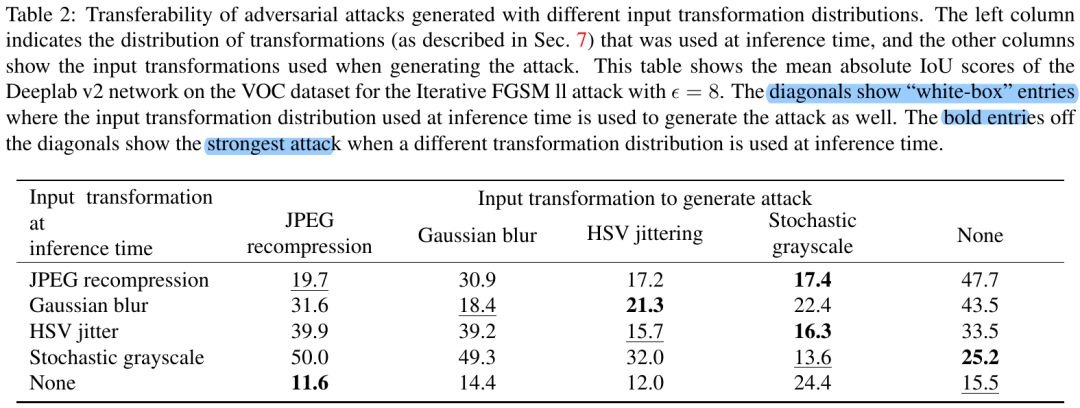 Table 2: Transferability of adversarial attacks generated with different input transformation distributions. The left column
indicates the distribution of transformations (as described in Sec. 7) that was used at inference time, and the other columns
show the input transformations used when generating the attack. This table shows the mean absolute IoU scores of the
Deeplab v2 network on the VOC dataset for the Iterative FGSM ll attack with ϵ = 8. The diagonals show “white-box” entries
where the input transformation distribution used at inference time is used to generate the attack as well. The bold entries off
the diagonals show the strongest attack when a different transformation distribution is used at inference time.
Input transformation at inference time
Input transformation to generate attack
JPEG recompression Gaussian blur HSV jittering Stochastic grayscale None
JPEG recompression 19.7 30.9 17.2 17.4 47.7
Gaussian blur 31.6 18.4 21.3 22.4 43.5
HSV jitter 39.9 39.2 15.7 16.3 33.5
Stochastic grayscale 50.0 49.3 32.0 13.6 25.2
None 11.6 14.4 12.0 24.4 15.5